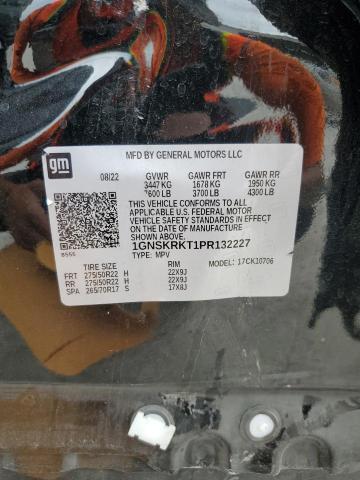 gm
MFD BY GENERAL MOTORS LLC
08/22 GVWR GAWR FRT GAWR RR
3447 KG 1678 KG 1950 KG
7600 LB 3700 LB 4300 LB
THIS VEHICLE CONFORMS TO ALL
APPLICABLE U.S. FEDERAL MOTOR
VEHICLE SAFETY STANDARDS IN EFFECT
ON THE DATE OF MANUFACTURE
SHOWN ABOVE.
1GNSKRKT1PR132227
TYPE: MPV
TIRE SIZE RIM MODEL: 17CK10706
FRT 275/50R22 H 22X9J
RR 275/50R22 H 22X9J
SPA 265/70R17 S 17X8J